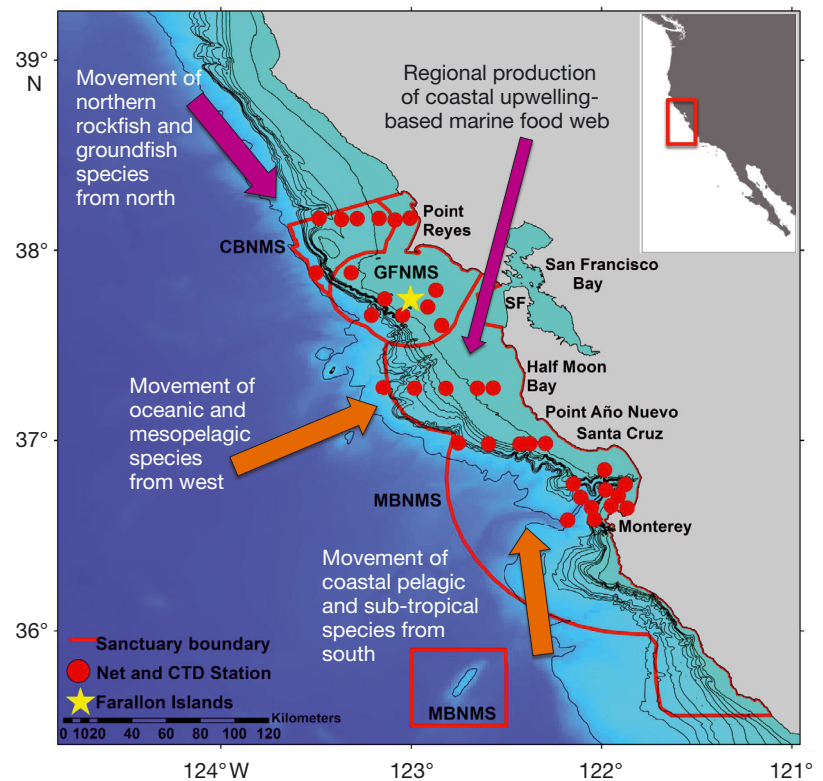 39°
N
38°
37°
36°
124°W
123°
122°
121°
Movement of
northern
rockfish and
groundfish
species
from north
Regional production
of coastal upwelling-
based marine food web
Point
Reyes
CBNMS
GFNMS
San Francisco
Bay
SF
Half Moon
Bay
Movement of
oceanic and
mesopelagic
species
from west
Point Año Nuevo
Santa Cruz
MBNMS
Monterey
Movement of
coastal pelagic
and sub-tropical
species from
south
Sanctuary boundary
Net and CTD Station
Farallon Islands
Kilometers
0 10 20 40 60 80 100 120
MBNMS